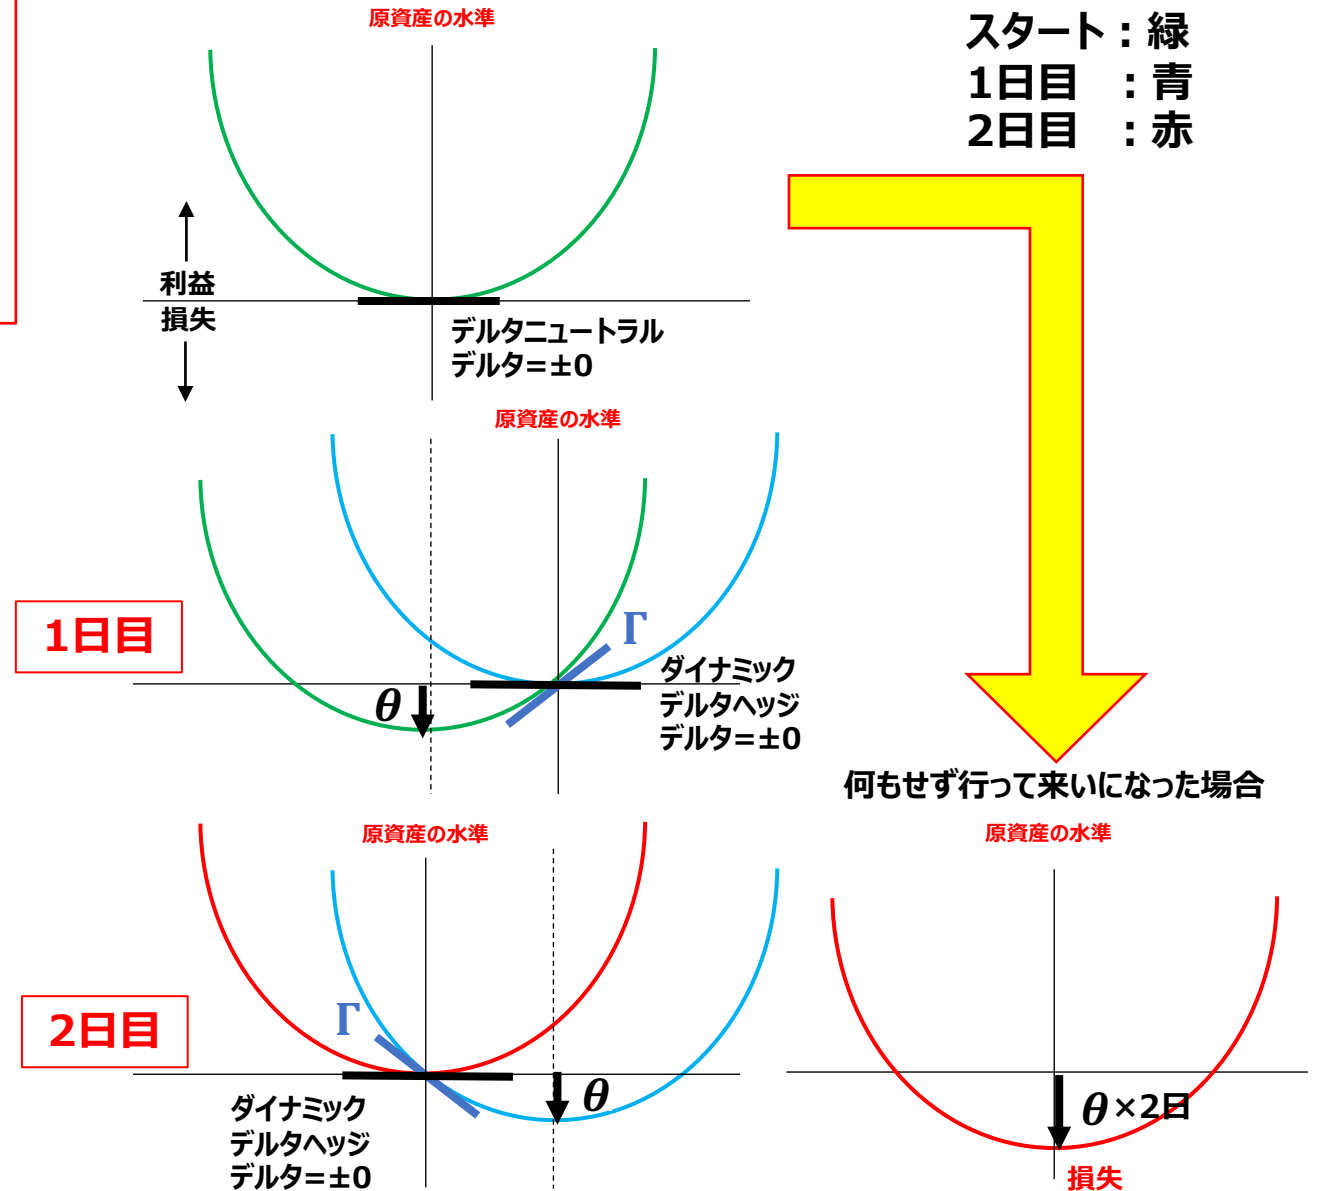 原資産の水準
スタート：緑
1日目　：青
2日目　：赤
利益
損失
デルタニュートラル
デルタ=±0
原資産の水準
1日目
Γ
θ
ダイナミック
デルタヘッジ
デルタ=±0
何もせず行って来いになった場合
原資産の水準
原資産の水準
2日目
Γ
θ
ダイナミック
デルタヘッジ
デルタ=±0
θ×2日
損失